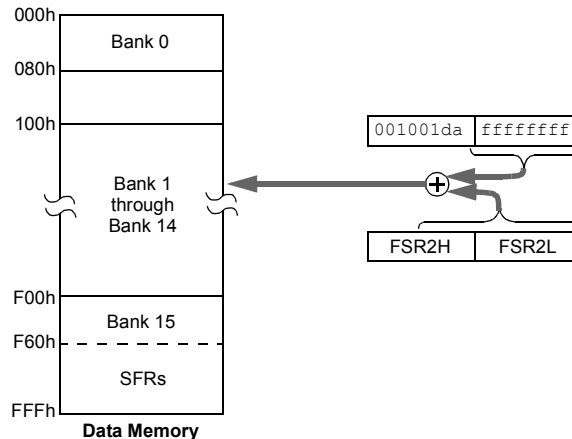 000h
Bank 0
080h
100h
001001da ffffffff
Bank 1
through
Bank 14
FSR2H FSR2L
F00h
Bank 15
F60h
SFRs
FFFh
Data Memory